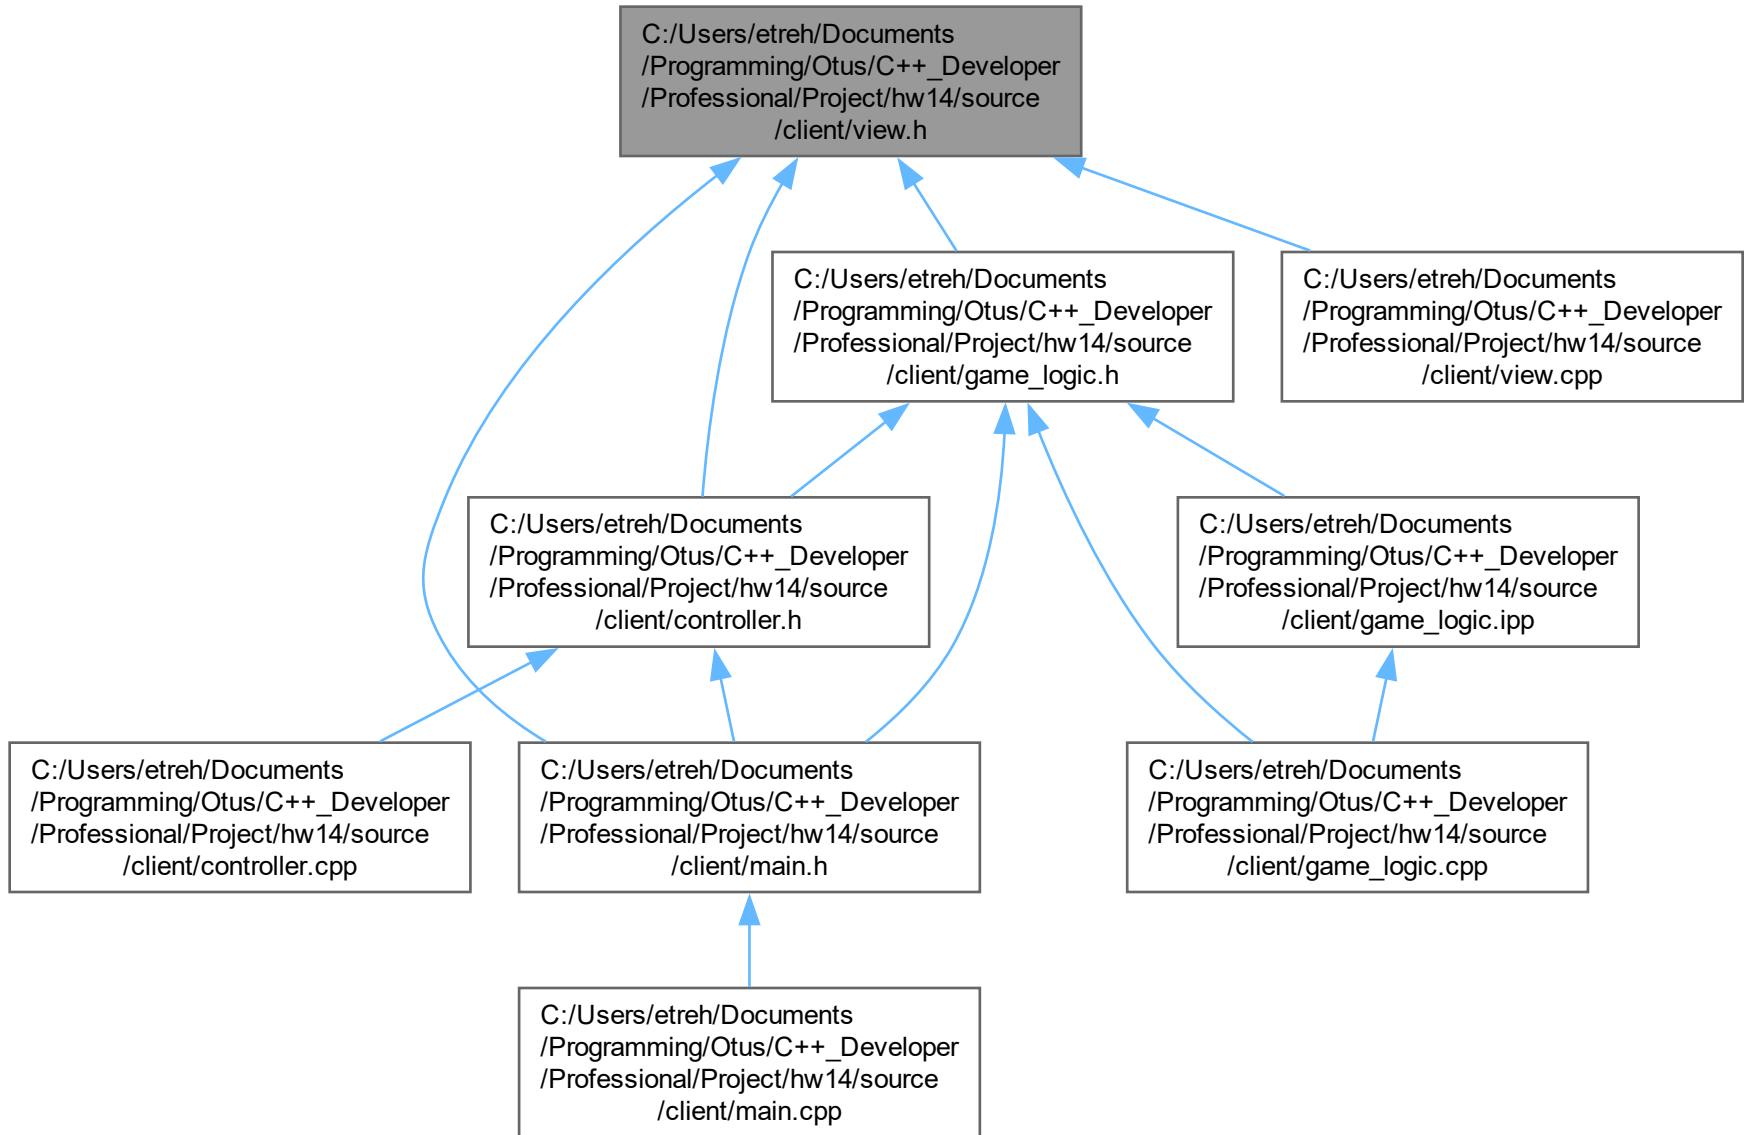 C:/Users/etreh/Documents
/Programming/Otus/C++_Developer
/Professional/Project/hw14/source
/client/view.h
C:/Users/etreh/Documents
/Programming/Otus/C++_Developer
/Professional/Project/hw14/source
/client/game_logic.h
C:/Users/etreh/Documents
/Programming/Otus/C++_Developer
/Professional/Project/hw14/source
/client/view.cpp
C:/Users/etreh/Documents
/Programming/Otus/C++_Developer
/Professional/Project/hw14/source
/client/controller.h
C:/Users/etreh/Documents
/Programming/Otus/C++_Developer
/Professional/Project/hw14/source
/client/game_logic.ipp
C:/Users/etreh/Documents
/Programming/Otus/C++_Developer
/Professional/Project/hw14/source
/client/controller.cpp
C:/Users/etreh/Documents
/Programming/Otus/C++_Developer
/Professional/Project/hw14/source
/client/main.h
C:/Users/etreh/Documents
/Programming/Otus/C++_Developer
/Professional/Project/hw14/source
/client/game_logic.cpp
C:/Users/etreh/Documents
/Programming/Otus/C++_Developer
/Professional/Project/hw14/source
/client/main.cpp